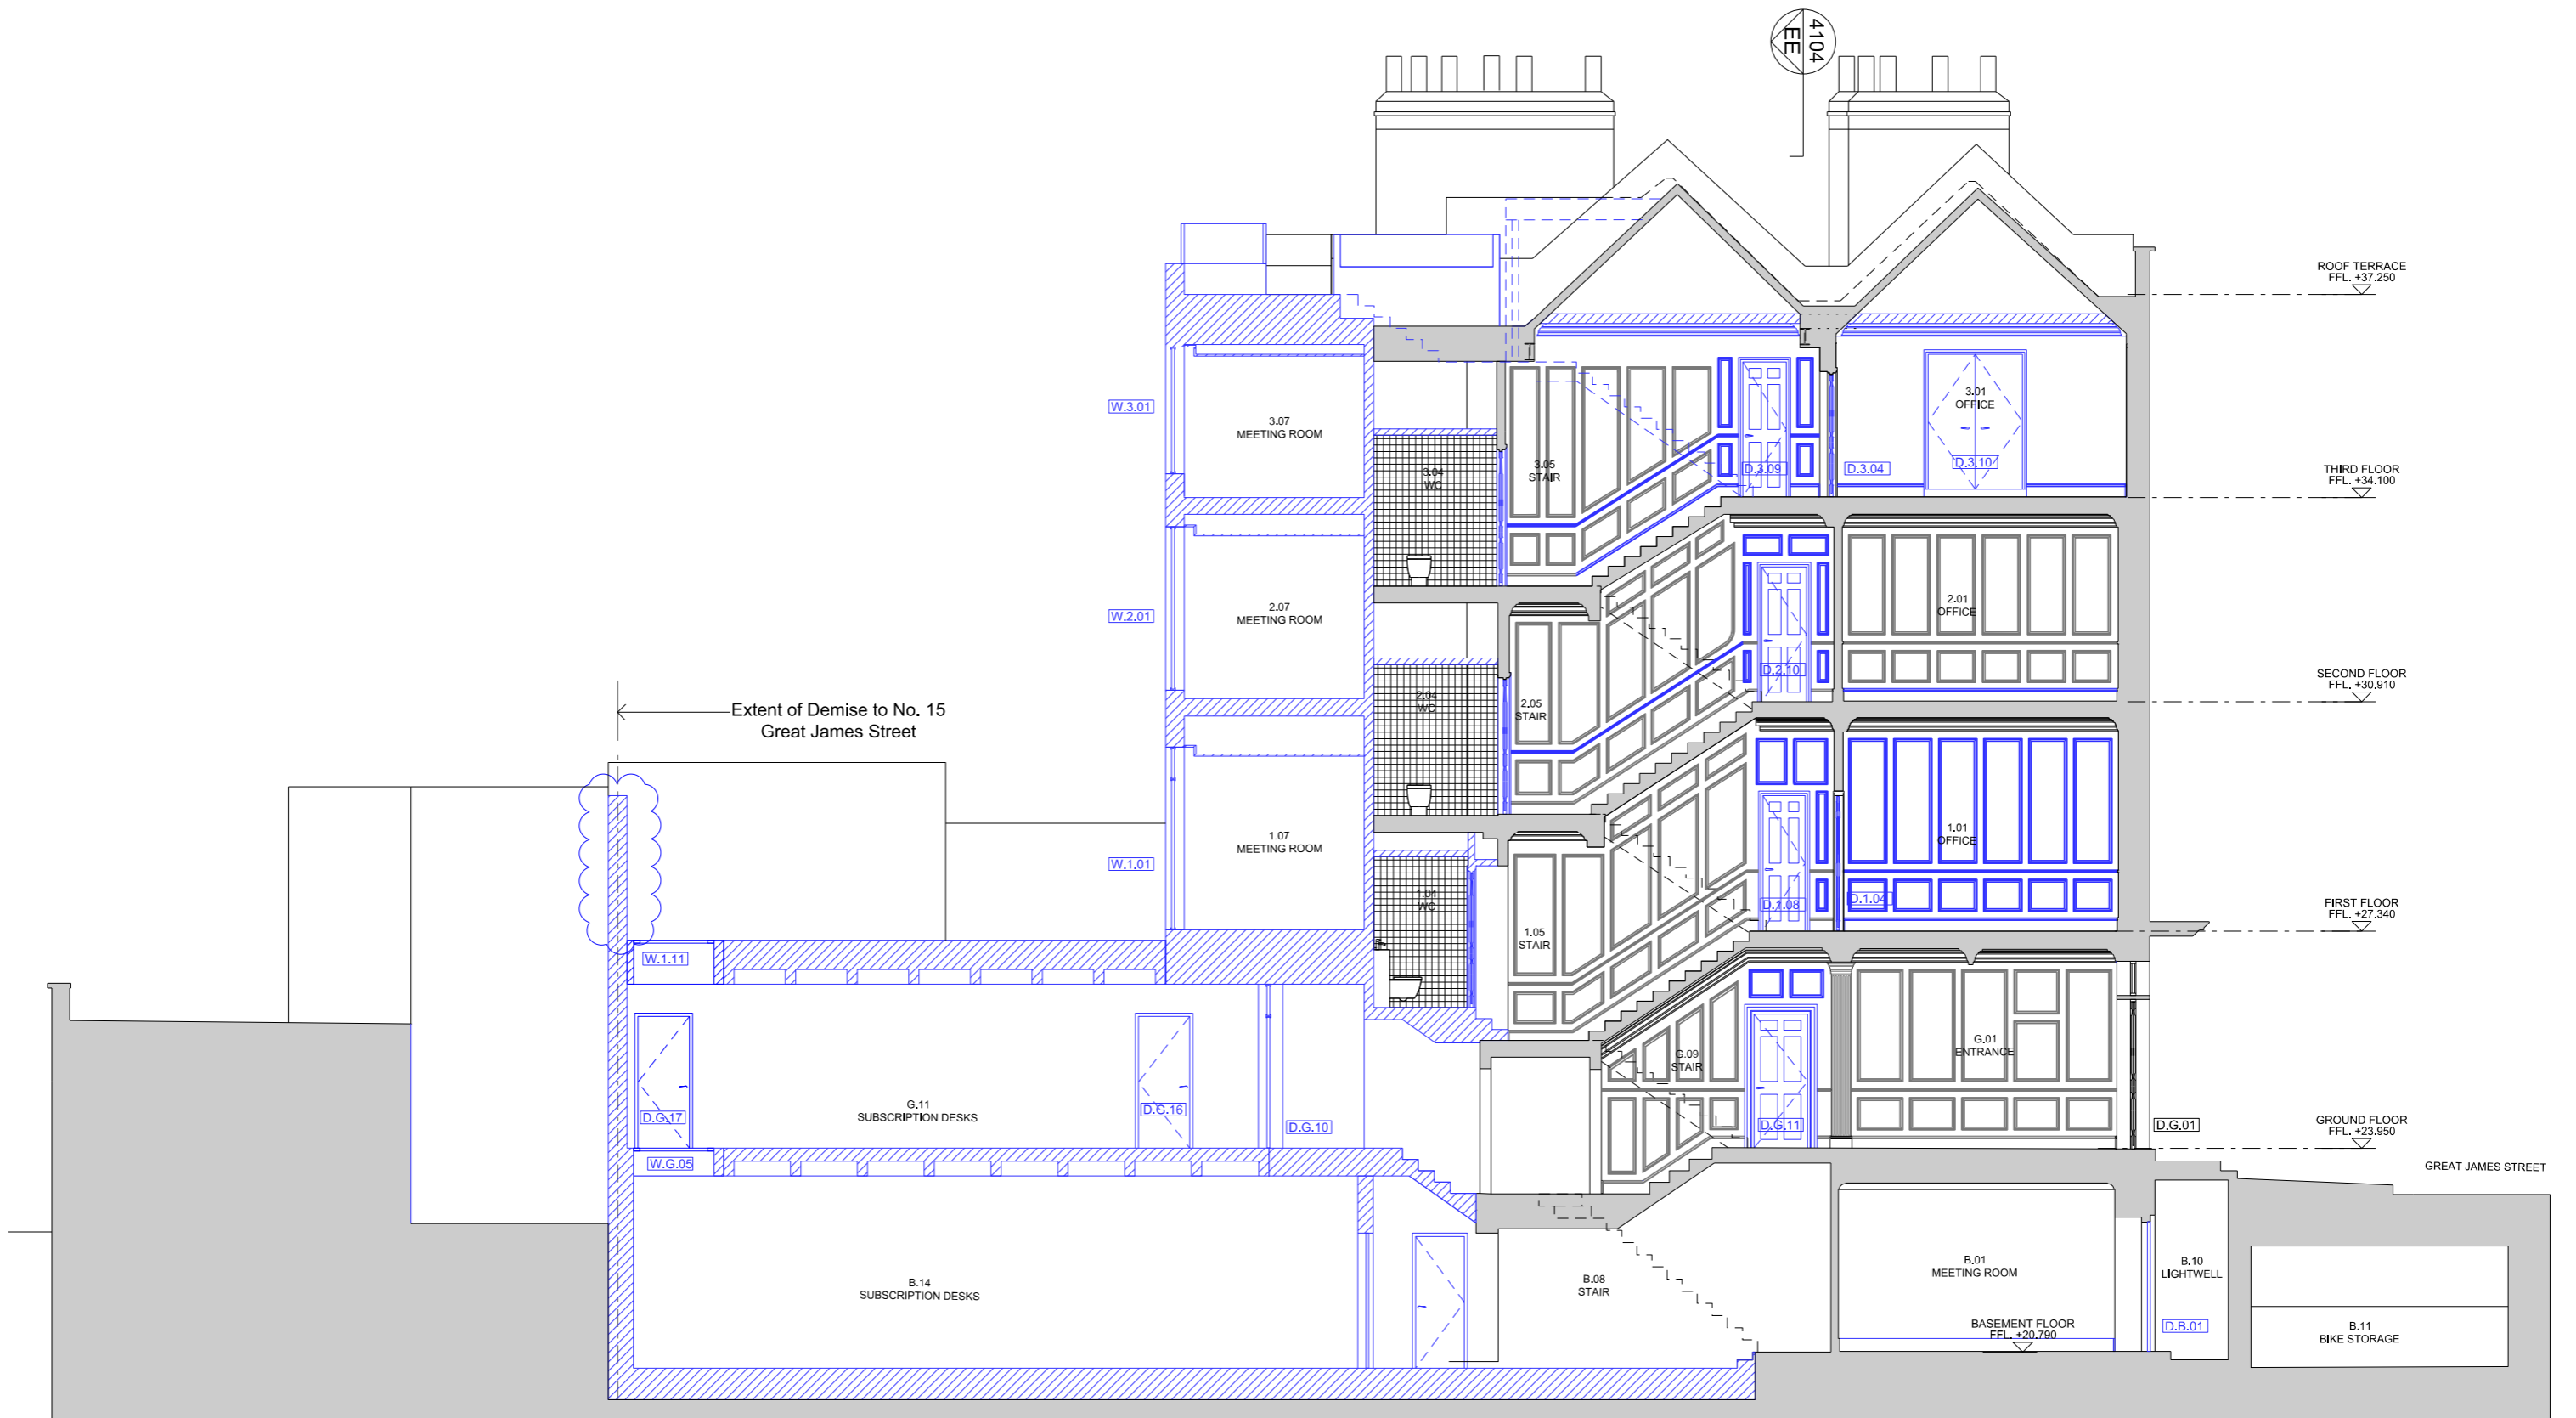 4104
EE
ROOF TERRACE
FFL. +37.250
W.3.01
3.07
MEETING ROOM
3.04
WC
3.05
STAIR
D.3.09
D.3.04
3.01
OFFICE
D.3.10
THIRD FLOOR
FFL. +34.100
W.2.01
2.07
MEETING ROOM
2.04
WC
2.05
STAIR
D.2.10
2.01
OFFICE
SECOND FLOOR
FFL. +30.910
Extent of Demise to No. 15
Great James Street
W.1.01
1.07
MEETING ROOM
1.04
WC
1.05
STAIR
D.1.08
D.1.04
1.01
OFFICE
FIRST FLOOR
FFL. +27.340
W.1.11
D.G.17
G.11
SUBSCRIPTION DESKS
D.G.16
D.G.10
G.09
STAIR
D.G.11
G.01
ENTRANCE
D.G.01
GROUND FLOOR
FFL. +23.950
W.G.05
GREAT JAMES STREET
B.14
SUBSCRIPTION DESKS
B.08
STAIR
B.01
MEETING ROOM
BASEMENT FLOOR
FFL. +20.790
B.10
LIGHTWELL
D.B.01
B.11
BIKE STORAGE